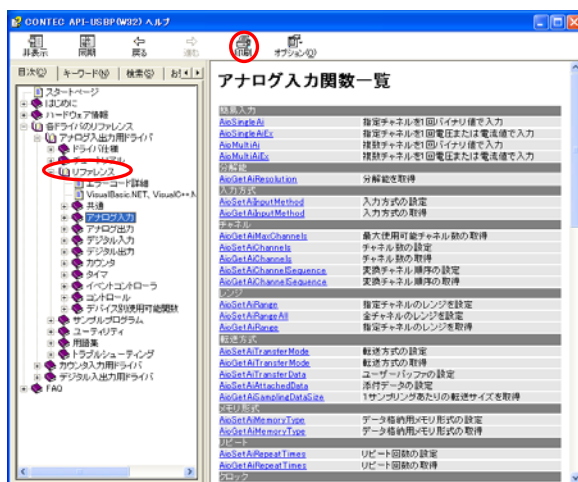 CONTEC API-USBP(W32) ヘルプ
非表示 同期 戻る 進む 印刷 オプション(O)
目次(C) キーワード(N) 検索(S) お
スタートページ
はじめに
ハードウェア情報
各ドライバのリファレンス
アナログ入出力用ドライバ
ドライバ仕様
チュートリアル
リファレンス
エラーコード詳細
VisualBasic.NET, VisualC++.N
共通
アナログ入力
アナログ出力
デジタル入力
デジタル出力
カウンタ
タイマ
イベントコントローラ
コントロール
デバイス別使用可能関数
サンプルプログラム
ユーティリティ
用語集
トラブルシューティング
カウンタ入力用ドライバ
デジタル入出力用ドライバ
FAQ
アナログ入力関数一覧
簡易入力
AioSingleAi 指定チャネルを1回バイナリ値で入力
AioSingleAiEx 指定チャネルを1回電圧または電流値で入力
AioMultiAi 複数チャネルを1回バイナリ値で入力
AioMultiAiEx 複数チャネルを1回電圧または電流値で入力
分解能
AioGetAiResolution 分解能を取得
入力方式
AioSetAiInputMethod 入力方式の設定
AioGetAiInputMethod 入力方式の取得
チャネル
AioGetAiMaxChannels 最大使用可能チャネル数の取得
AioSetAiChannels チャネル数の設定
AioGetAiChannels チャネル数の取得
AioSetAiChannelSequence 変換チャネル順序の設定
AioGetAiChannelSequence 変換チャネル順序の取得
レンジ
AioSetAiRange 指定チャネルのレンジを設定
AioSetAiRangeAll 全チャネルのレンジを設定
AioGetAiRange 指定チャネルのレンジを取得
転送方式
AioSetAiTransferMode 転送方式の設定
AioGetAiTransferMode 転送方式の取得
AioSetAiTransferData ユーザーバッファの設定
AioSetAiAttachedData 添付データの設定
AioGetAiSamplingDataSize 1サンプリングあたりの転送サイズを取得
メモリ形式
AioSetAiMemoryType データ格納用メモリ形式の設定
AioGetAiMemoryType データ格納用メモリ形式の取得
リピート
AioSetAiRepeatTimes リピート回数の設定
AioGetAiRepeatTimes リピート回数の取得
クロック